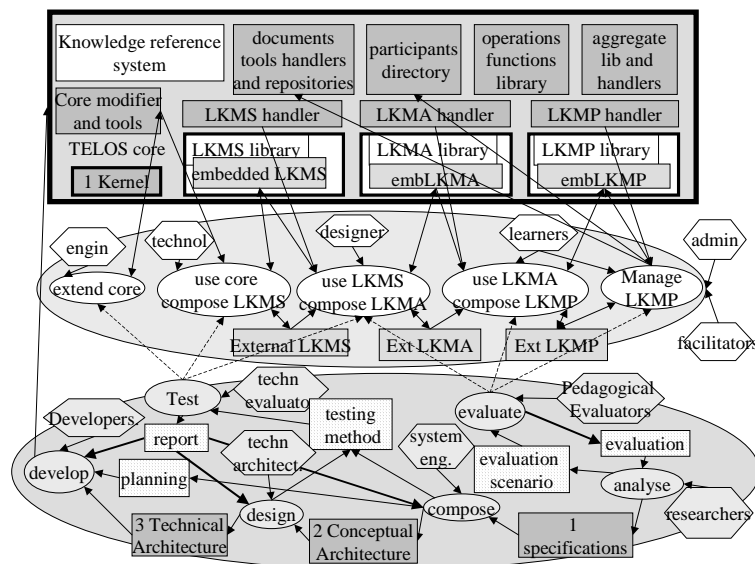 Knowledge reference
system
documents
tools handlers
and repositories
participants
directory
operations
functions
library
aggregate
lib and
handlers
Core modifier
and tools
LKMS handler
LKMA handler
LKMP handler
TELOS core
LKMS library
embedded LKMS
LKMA library
embLKMA
LKMP library
embLKMP
1 Kernel
engin
technol
designer
learners
admin
extend core
use core
compose LKMS
use LKMS
compose LKMA
use LKMA
compose LKMP
Manage
LKMP
External LKMS
Ext LKMA
Ext LKMP
facilitators
Test
techn
evaluator
Pedagogical
Evaluators
Developers.
testing
method
evaluate
report
techn
architect.
system
eng.
evaluation
develop
planning
evaluation
scenario
analyse
design
compose
researchers
3 Technical
Architecture
2 Conceptual
Architecture
1
specifications